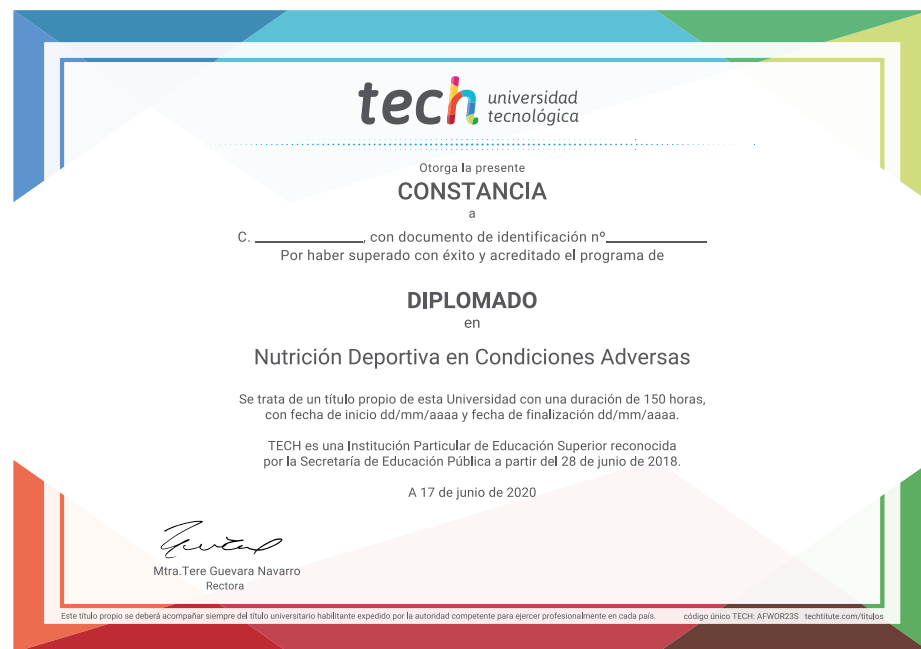 tech universidad
tecnológica
Otorga la presente
CONSTANCIA
a
C. ____________, con documento de identificación nº____________
Por haber superado con éxito y acreditado el programa de
DIPLOMADO
en
Nutrición Deportiva en Condiciones Adversas
Se trata de un título propio de esta Universidad con una duración de 150 horas,
con fecha de inicio dd/mm/aaaa y fecha de finalización dd/mm/aaaa.
TECH es una Institución Particular de Educación Superior reconocida
por la Secretaría de Educación Pública a partir del 28 de junio de 2018.
A 17 de junio de 2020
Mtra.Tere Guevara Navarro
Rectora
Este título propio se deberá acompañar siempre del título universitario habilitante expedido por la autoridad competente para ejercer profesionalmente en cada país. código único TECH: AFWOR23S techtitute.com/títulos